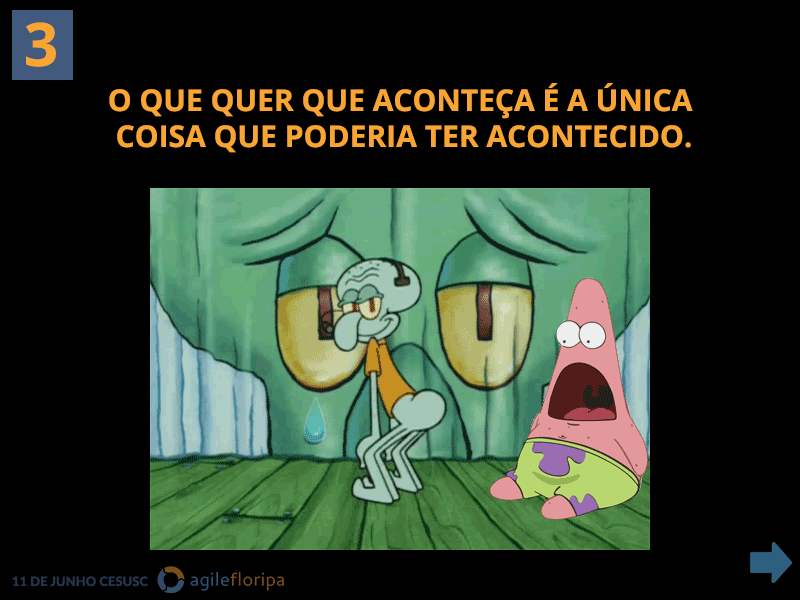 3
O QUE QUER QUE ACONTEÇA É A ÚNICA
COISA QUE PODERIA TER ACONTECIDO.
11 DE JUNHO CESUSC agilefloripa